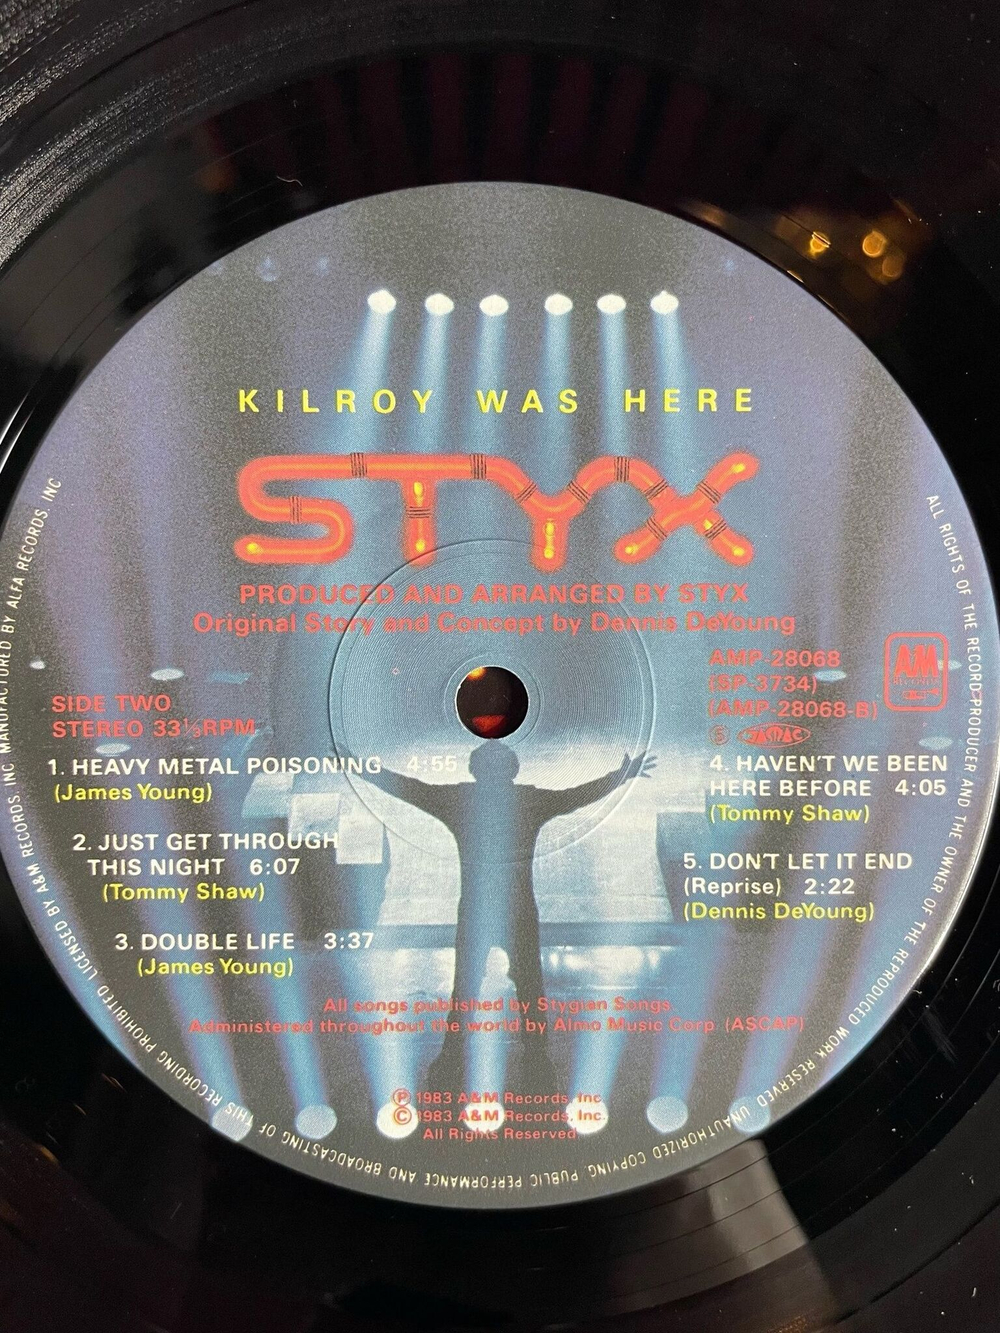 KILROY WAS HERE
STYX
PRODUCED AND ARRANGED BY STYX
Original Story and Concept by Dennis DeYoung
SIDE TWO
STEREO 33⅓RPM
AMP-28068
(SP-3734)
(AMP-28068-B)
Ⓢ JASRAC
A&M
RECORDS
1. HEAVY METAL POISONING 4:55
(James Young)
2. JUST GET THROUGH
THIS NIGHT 6:07
(Tommy Shaw)
3. DOUBLE LIFE 3:37
(James Young)
4. HAVEN'T WE BEEN
HERE BEFORE 4:05
(Tommy Shaw)
5. DON'T LET IT END
(Reprise) 2:22
(Dennis DeYoung)
All songs published by Stygian Songs.
Administered throughout the world by Almo Music Corp. (ASCAP)
Ⓟ 1983 A&M Records, Inc.
© 1983 A&M Records, Inc.
All Rights Reserved
ALL RIGHTS OF THE RECORD PRODUCER AND THE OWNER OF THE REPRODUCED WORK RESERVED. UNAUTHORIZED COPYING, PUBLIC PERFORMANCE AND BROADCASTING OF THIS RECORDING PROHIBITED. LICENSED BY A&M RECORDS. INC MANUFACTURED BY ALFA RECORDS. INC